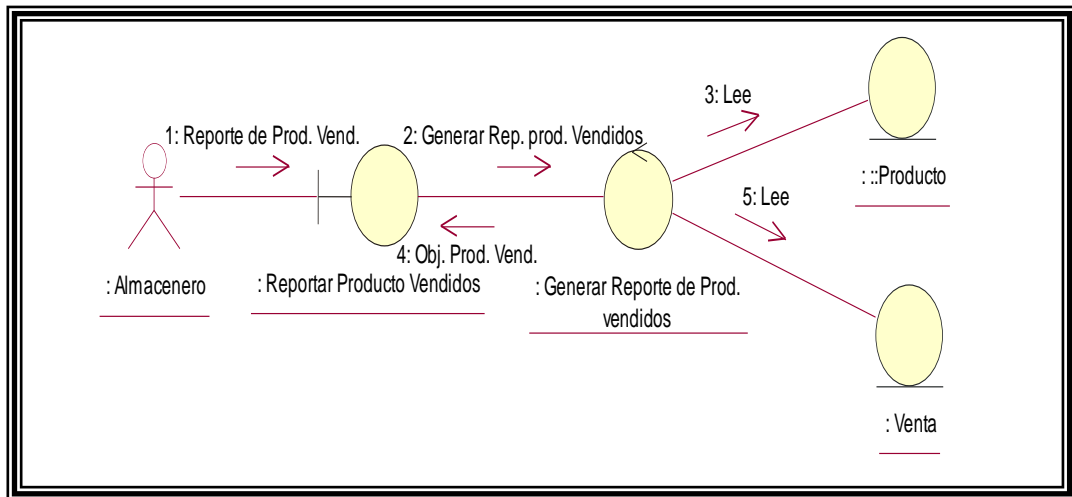 3: Lee
1: Reporte de Prod. Vend.
2: Generar Rep. prod. Vendidos
: ::Producto
5: Lee
4: Obj. Prod. Vend.
: Almacenero
: Reportar Producto Vendidos
: Generar Reporte de Prod.
vendidos
: Venta